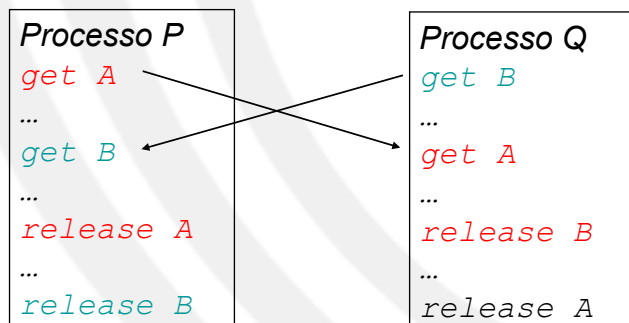 Processo P
get A
…
get B
…
release A
…
release B
Processo Q
get B
…
get A
…
release B
…
release A